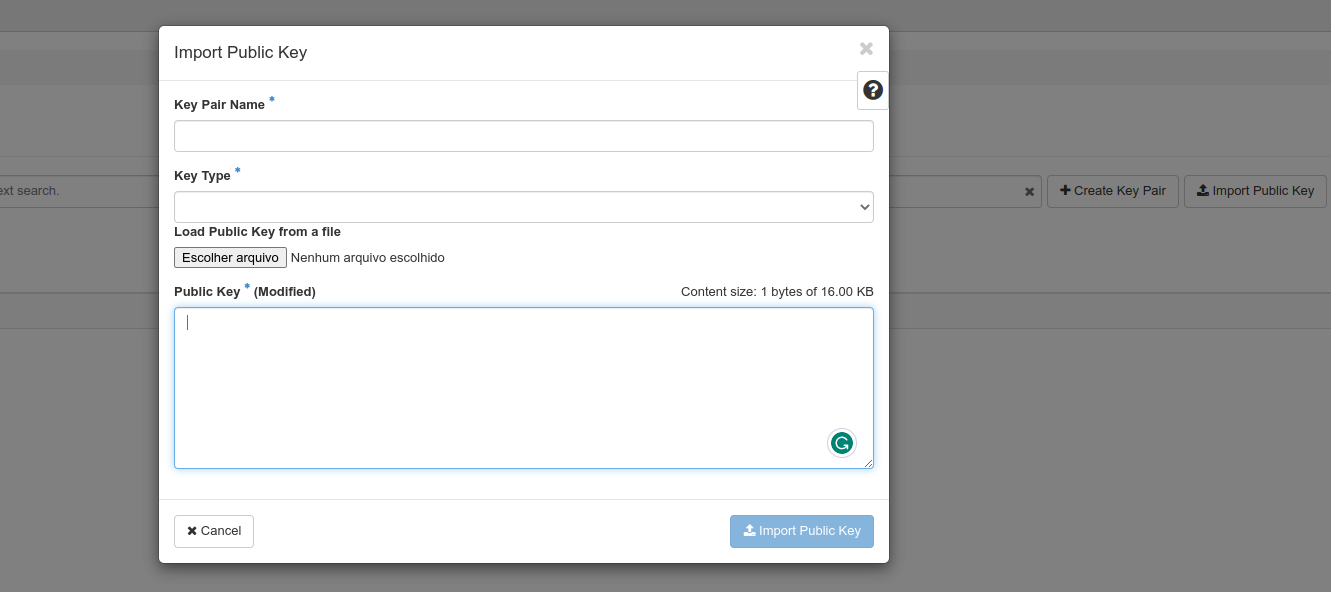 Import Public Key
Key Pair Name *
Key Type *
ext search.
Create Key Pair
Import Public Key
Load Public Key from a file
Escolher arquivo Nenhum arquivo escolhido
Public Key * (Modified)
Content size: 1 bytes of 16.00 KB
Cancel
Import Public Key